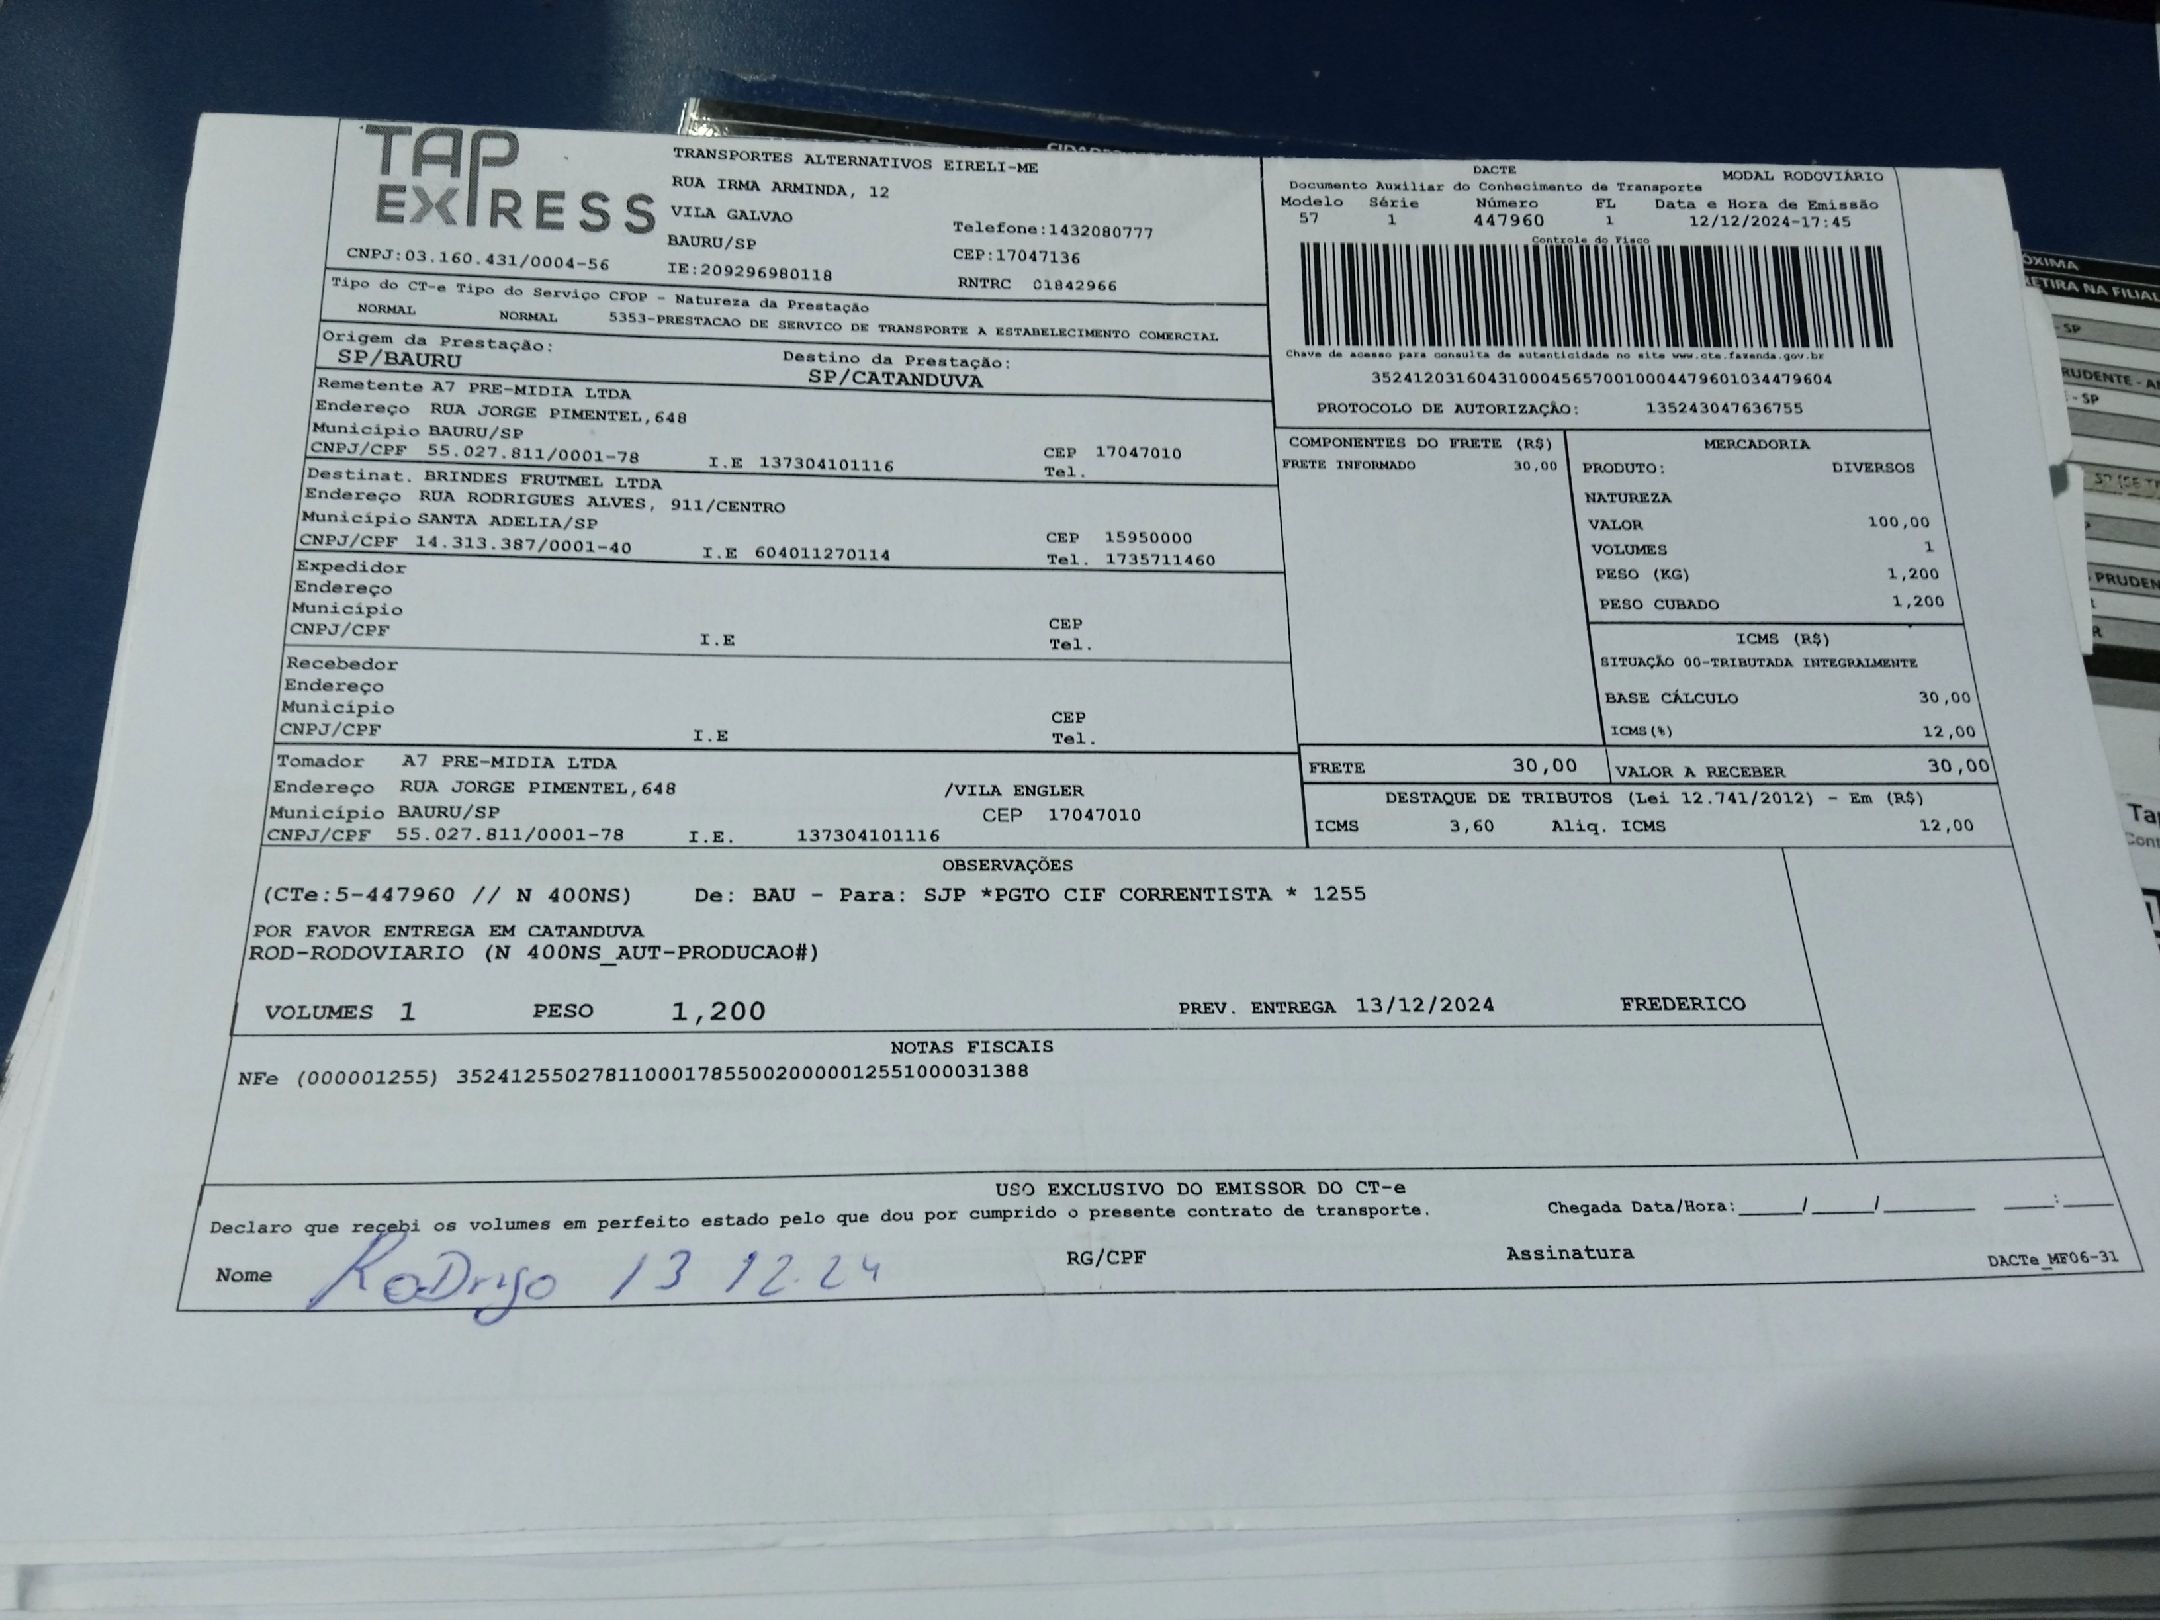 TAP
EXPRESS
CNPJ:03.160.431/0004-56
TRANSPORTES ALTERNATIVOS EIRELI-ME
RUA IRMA ARMINDA, 12
VILA GALVAO
BAURU/SP
IE:209296980118
Telefone:1432080777
CEP:17047136
RNTRC 01842966
DACTE
MODAL RODOVIÁRIO
Documento Auxiliar do Conhecimento de Transporte
Modelo Série Número FL Data e Hora de Emissão
57 1 447960 1 12/12/2024-17:45
Controle do Fisco
Chave de acesso para consulta de autenticidade no site www.cte.fazenda.gov.br
35241203160431000456570010004479601034479604
PROTOCOLO DE AUTORIZAÇÃO: 135243047636755
Tipo do CT-e Tipo do Serviço CFOP - Natureza da Prestação
NORMAL NORMAL 5353-PRESTACAO DE SERVICO DE TRANSPORTE A ESTABELECIMENTO COMERCIAL
Origem da Prestação: Destino da Prestação:
SP/BAURU SP/CATANDUVA
Remetente A7 PRE-MIDIA LTDA
Endereço RUA JORGE PIMENTEL,648
Município BAURU/SP CEP 17047010
CNPJ/CPF 55.027.811/0001-78 I.E 137304101116 Tel.
Destinat. BRINDES FRUTMEL LTDA
Endereço RUA RODRIGUES ALVES, 911/CENTRO
Município SANTA ADELIA/SP CEP 15950000
CNPJ/CPF 14.313.387/0001-40 I.E 604011270114 Tel. 1735711460
Expedidor
Endereço
Município CEP
CNPJ/CPF I.E Tel.
Recebedor
Endereço
Município CEP
CNPJ/CPF I.E Tel.
Tomador A7 PRE-MIDIA LTDA
Endereço RUA JORGE PIMENTEL,648 /VILA ENGLER
Município BAURU/SP CEP 17047010
CNPJ/CPF 55.027.811/0001-78 I.E. 137304101116
COMPONENTES DO FRETE (R$)
FRETE INFORMADO 30,00
MERCADORIA
PRODUTO: DIVERSOS
NATUREZA
VALOR 100,00
VOLUMES 1
PESO (KG) 1,200
PESO CUBADO 1,200
ICMS (R$)
SITUAÇÃO 00-TRIBUTADA INTEGRALMENTE
BASE CÁLCULO 30,00
ICMS(%) 12,00
FRETE 30,00 VALOR A RECEBER 30,00
DESTAQUE DE TRIBUTOS (Lei 12.741/2012) - Em (R$)
ICMS 3,60 Aliq. ICMS 12,00
OBSERVAÇÕES
(CTe:5-447960 // N 400NS) De: BAU - Para: SJP *PGTO CIF CORRENTISTA * 1255
POR FAVOR ENTREGA EM CATANDUVA
ROD-RODOVIARIO (N 400NS_AUT-PRODUCAO#)
VOLUMES 1 PESO 1,200 PREV. ENTREGA 13/12/2024 FREDERICO
NOTAS FISCAIS
NFe (000001255) 35241255027811000178550020000012551000031388
USO EXCLUSIVO DO EMISSOR DO CT-e
Declaro que recebi os volumes em perfeito estado pelo que dou por cumprido o presente contrato de transporte.
Chegada Data/Hora:_____/_____/________ ____:____
Nome Rodrigo 13 12.24 RG/CPF Assinatura
DACTe_MF06-31
ÓXIMA
RETIRA NA FILIAL
- SP
RUDENTE - A
- SP
PRUDEN